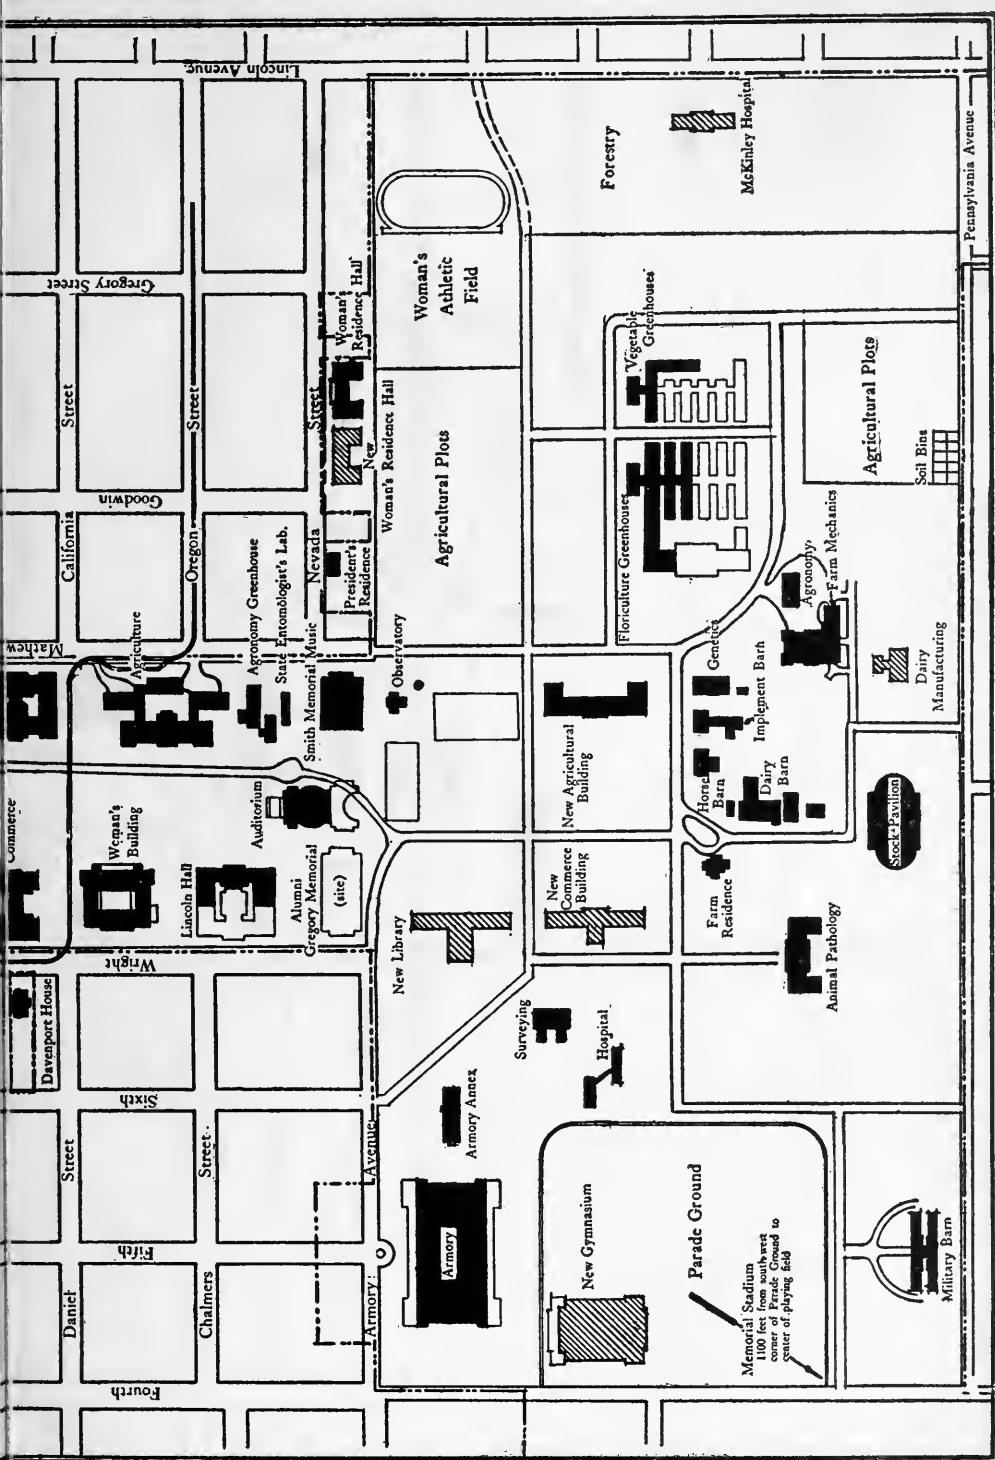 Lincoln Avenue
Gregory Street
Street
Street
Street
Goodwin
California
Oregon
Nevada
Mathew
Forestry
McKinley Hospital
Pennsylvania Avenue
Woman's
Athletic
Field
Woman's
Residence Hall
New
Woman's Residence Hall
President's
Residence
Agricultural Plots
Vegetable
Greenhouses
Floriculture Greenhouses
Agricultural Plots
Soil Bins
Agronomy
Farm Mechanics
Genetics
Implement Barn
Dairy
Manufacturing
Agriculture
Agronomy Greenhouse
State Entomologist's Lab.
Smith Memorial Music
Observatory
New Agricultural
Building
Horse
Barn
Dairy
Barn
Stock Pavilion
Commerce
Woman's
Building
Lincoln Hall
Auditorium
Alumni
Gregory Memorial
(site)
New Library
New
Commerce
Building
Farm
Residence
Animal Pathology
Wright
Davenport House
Surveying
Hospital
Sixth
Armory Annex
Street
Street
Avenue
Fifth
Armory
New Gymnasium
Parade Ground
Memorial Stadium
1100 feet from southwest
corner of Parade Ground to
center of playing field
Military Barn
Daniel
Chalmers
Armory
Fourth